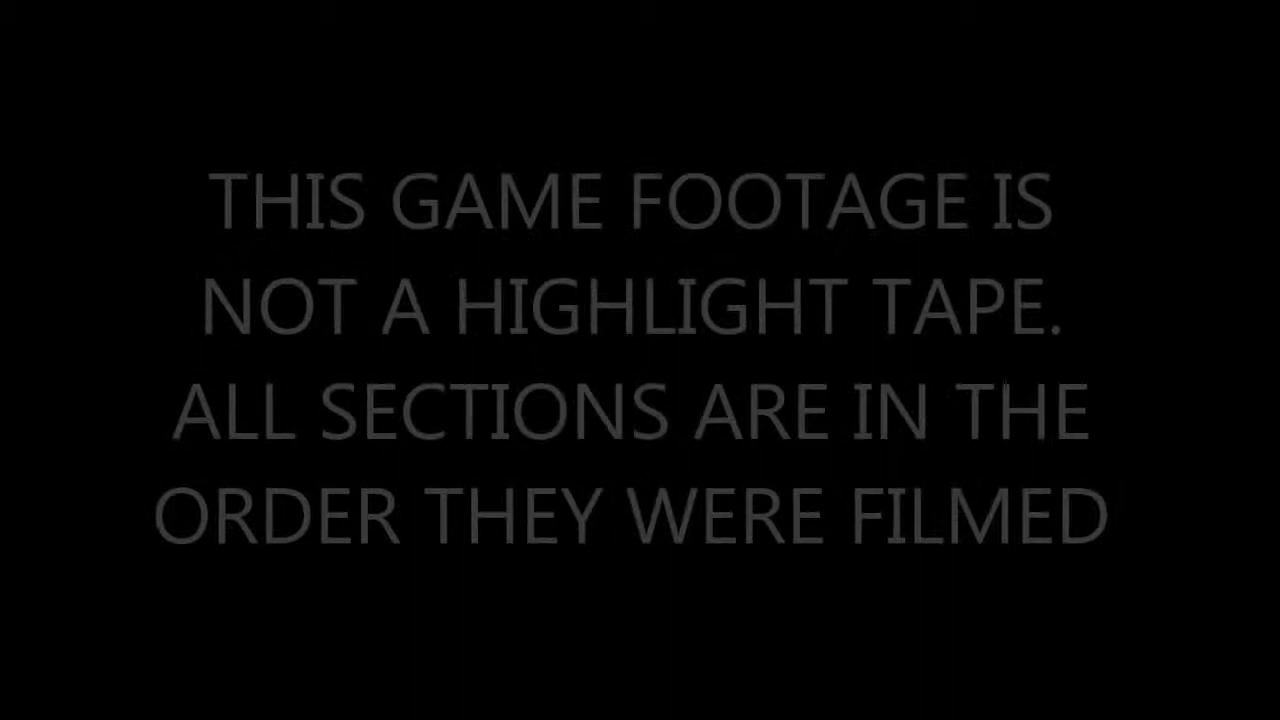 THIS GAME FOOTAGE IS
NOT A HIGHLIGHT TAPE.
ALL SECTIONS ARE IN THE
ORDER THEY WERE FILMED